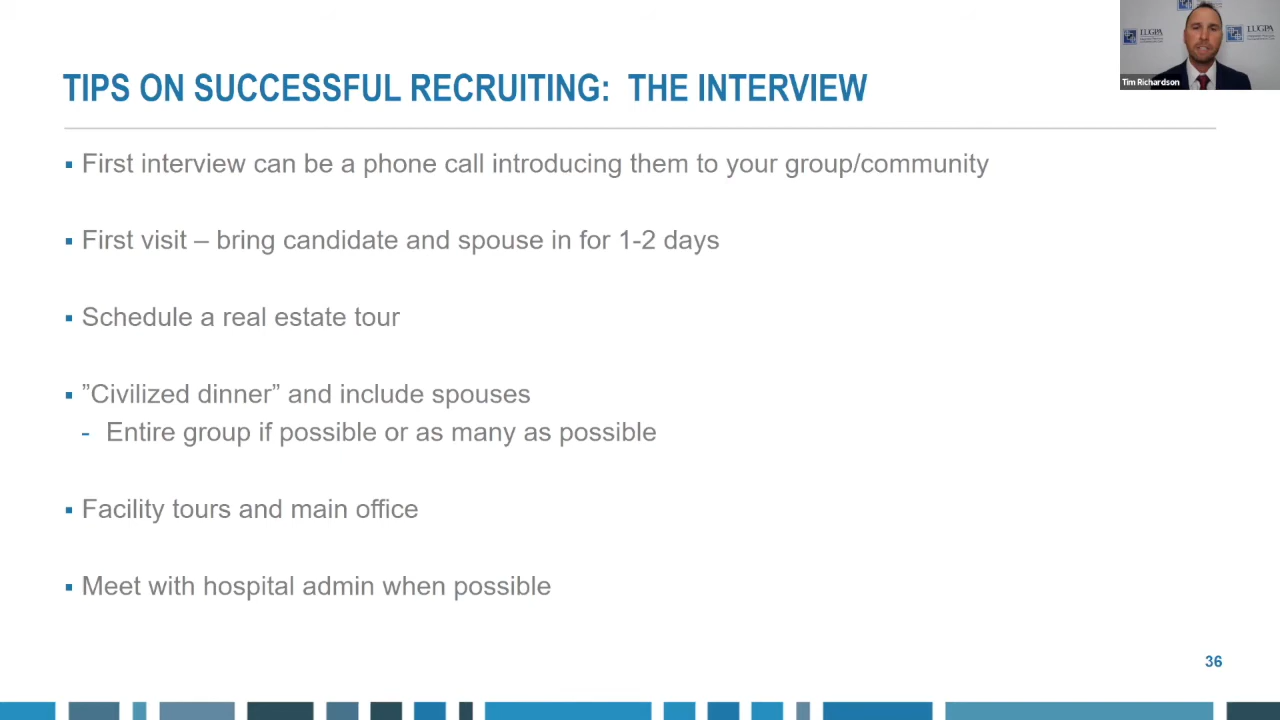 TIPS ON SUCCESSFUL RECRUITING: THE INTERVIEW
▪ First interview can be a phone call introducing them to your group/community
▪ First visit – bring candidate and spouse in for 1-2 days
▪ Schedule a real estate tour
▪ ”Civilized dinner” and include spouses
- Entire group if possible or as many as possible
▪ Facility tours and main office
▪ Meet with hospital admin when possible
36
LUGPA
LUGPA
Tim Richardson